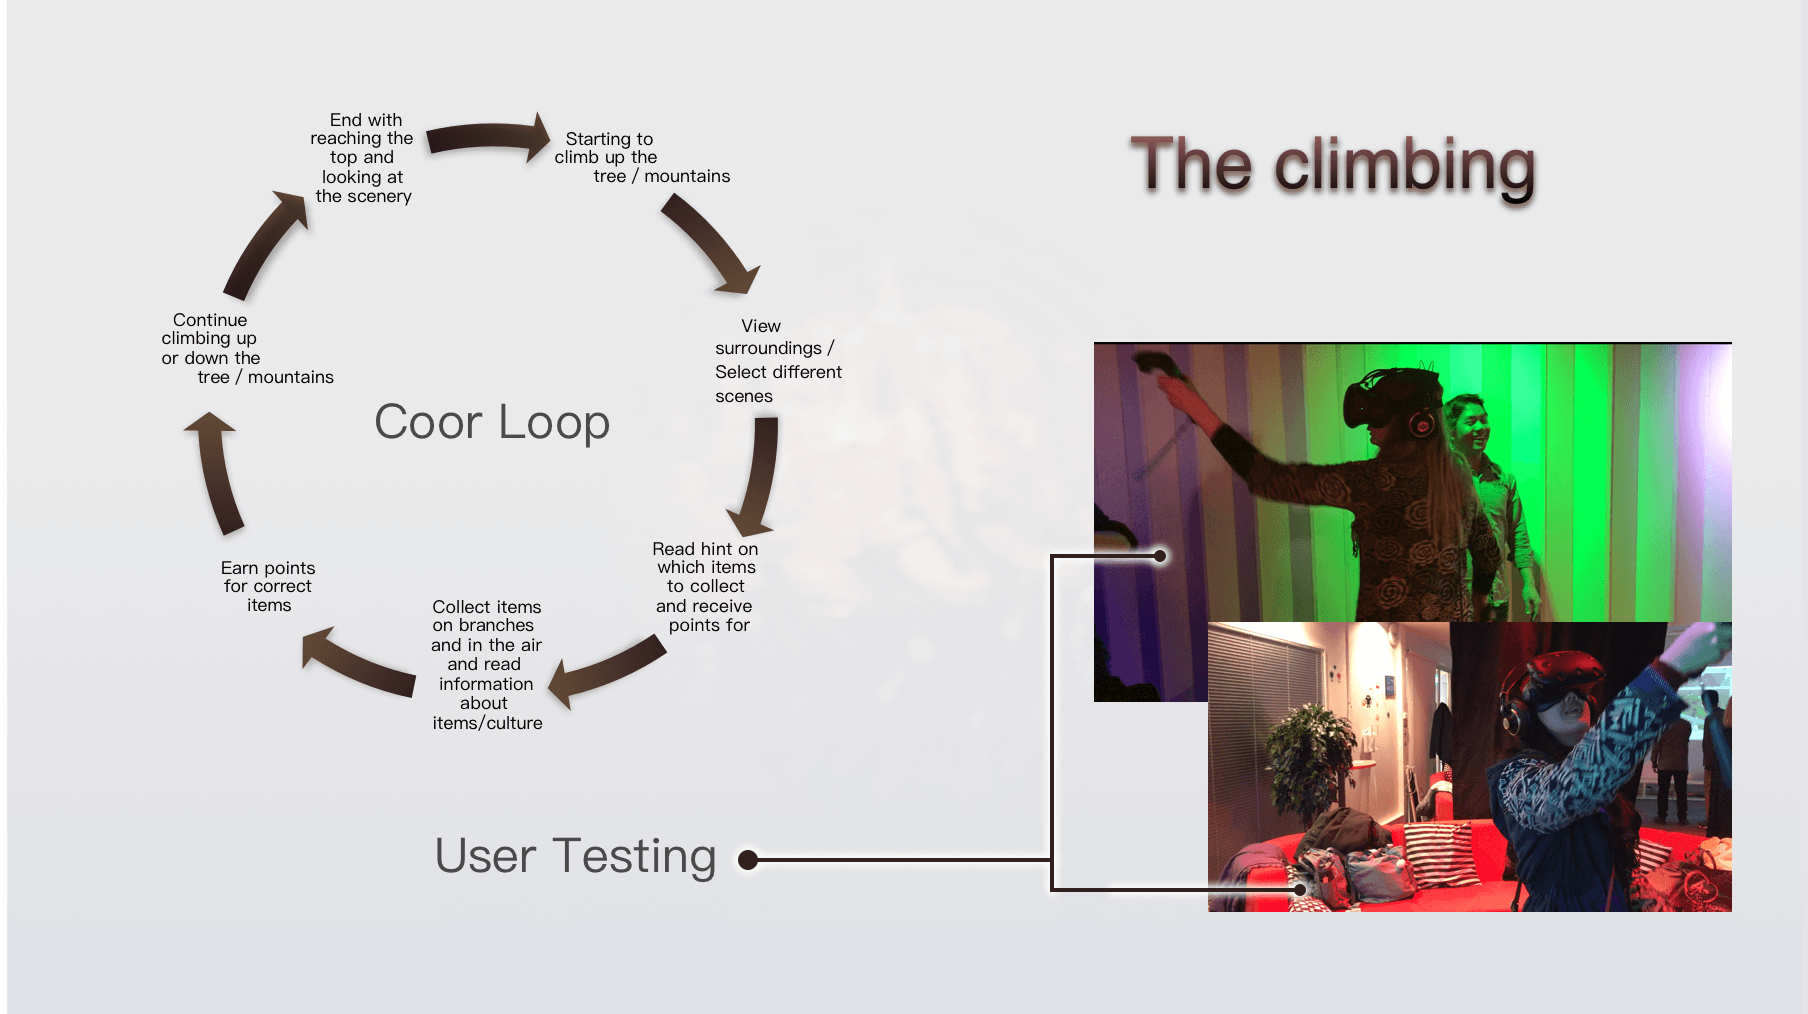 The climbing
End with
reaching the
top and
looking at
the scenery
Starting to
climb up the
tree / mountains
View
surroundings /
Select different
scenes
Read hint on
which items
to collect
and receive
points for
Collect items
on branches
and in the air
and read
information
about
items/culture
Earn points
for correct
items
Continue
climbing up
or down the
tree / mountains
Coor Loop
User Testing